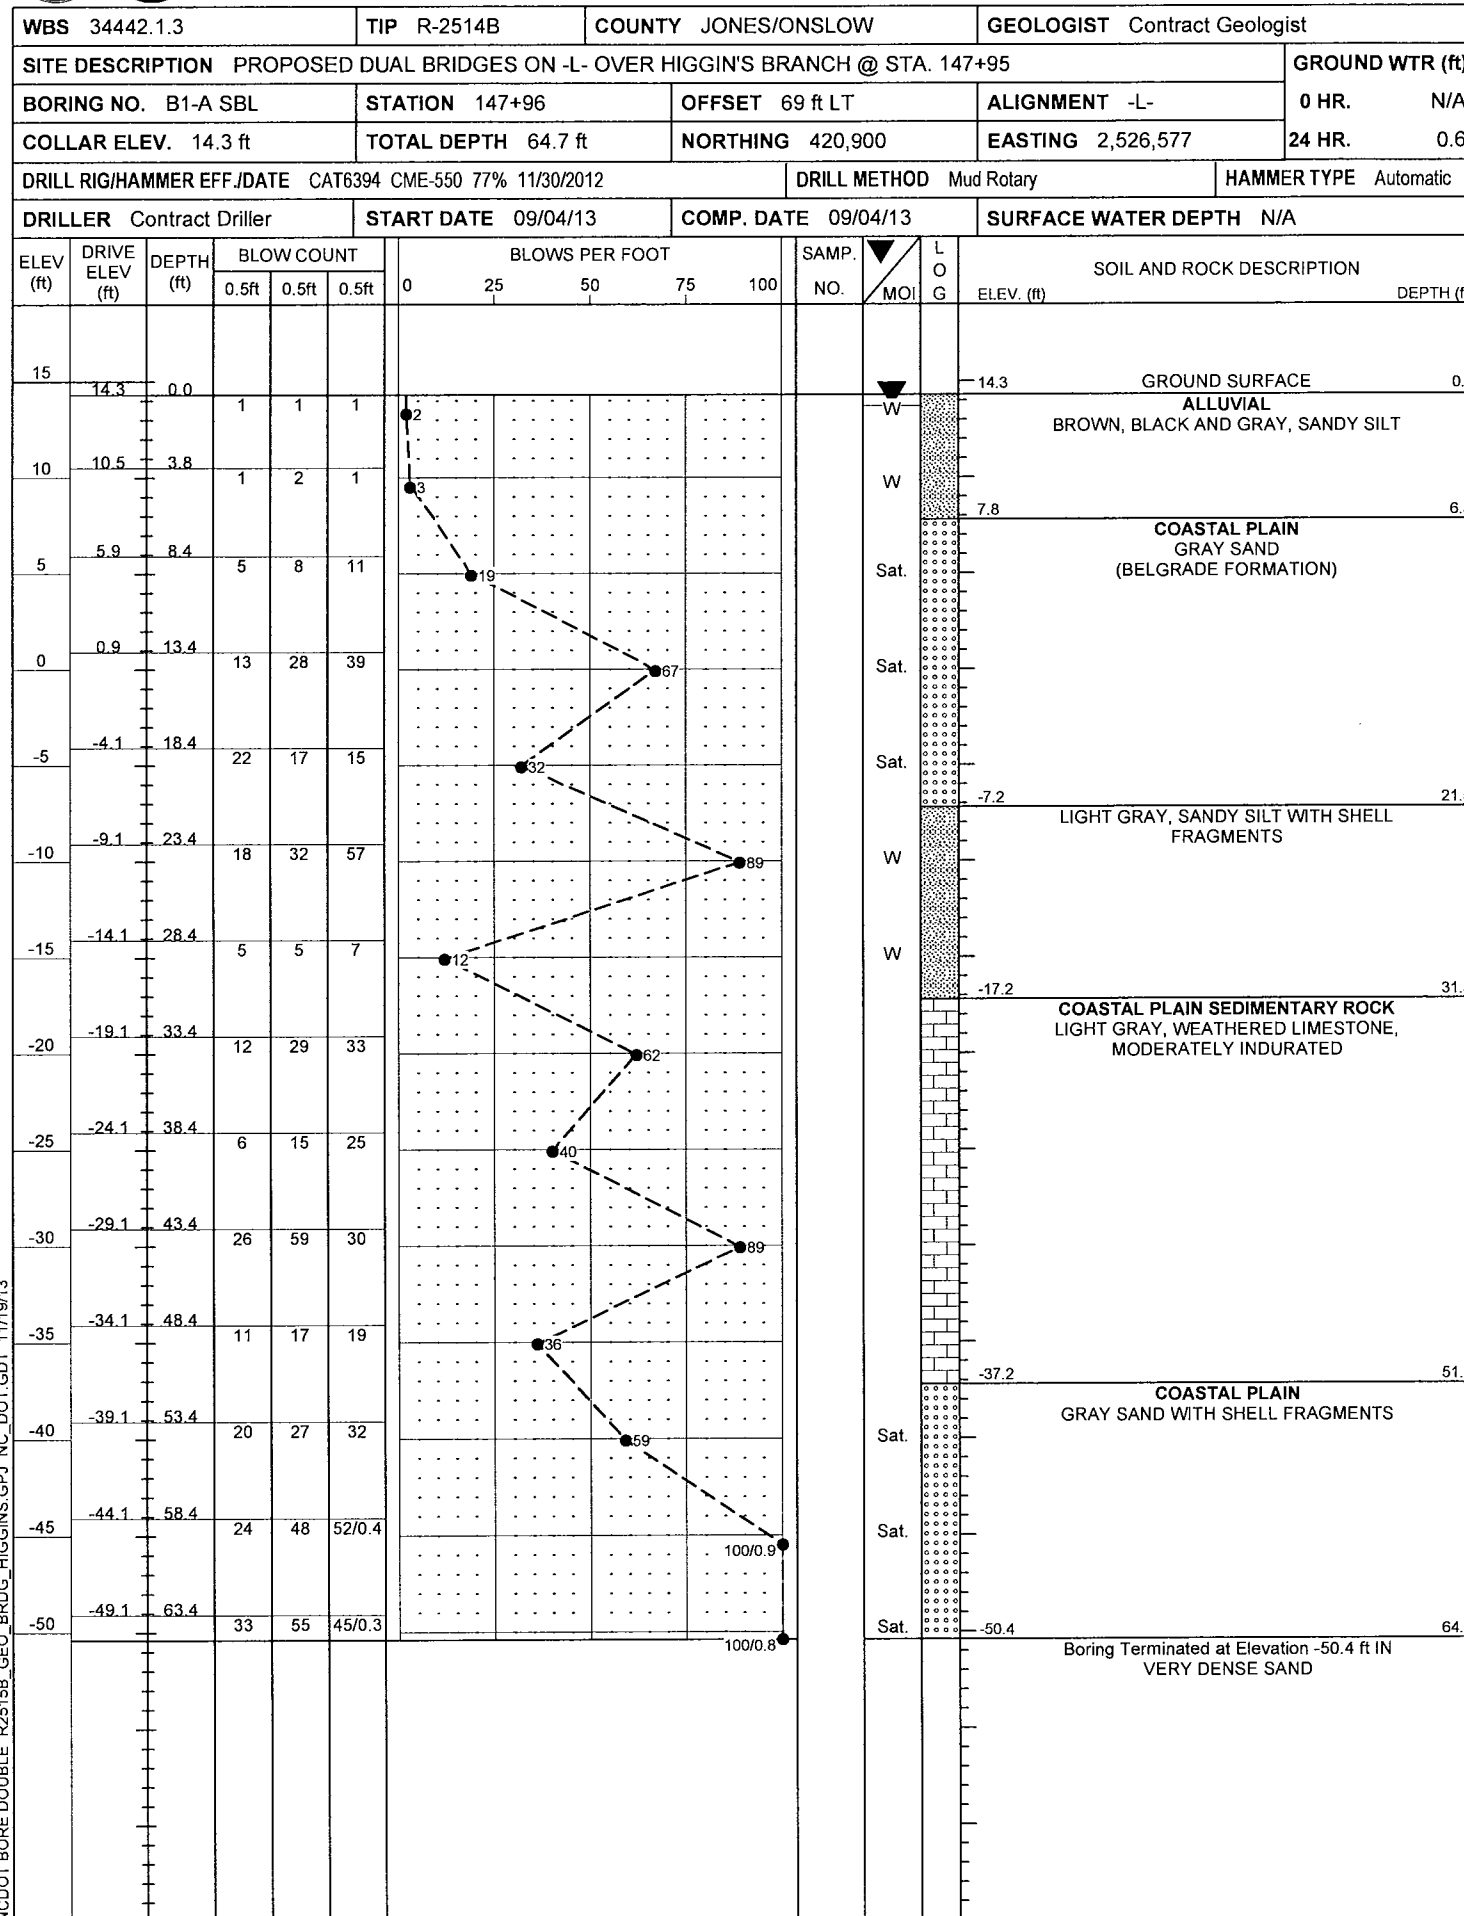 WBS 34442.1.3 TIP R-2514B COUNTY JONES/ONSLOW GEOLOGIST Contract Geologist
SITE DESCRIPTION PROPOSED DUAL BRIDGES ON -L- OVER HIGGIN'S BRANCH @ STA. 147+95 GROUND WTR (ft)
BORING NO. B1-A SBL STATION 147+96 OFFSET 69 ft LT ALIGNMENT -L- 0 HR. N/A
COLLAR ELEV. 14.3 ft TOTAL DEPTH 64.7 ft NORTHING 420,900 EASTING 2,526,577 24 HR. 0.6
DRILL RIG/HAMMER EFF./DATE CAT6394 CME-550 77% 11/30/2012 DRILL METHOD Mud Rotary HAMMER TYPE Automatic
DRILLER Contract Driller START DATE 09/04/13 COMP. DATE 09/04/13 SURFACE WATER DEPTH N/A
ELEV (ft) DRIVE ELEV (ft) DEPTH (ft) BLOW COUNT BLOWS PER FOOT SAMP. NO. MOI LOG SOIL AND ROCK DESCRIPTION
0.5ft 0.5ft 0.5ft 0 25 50 75 100 ELEV. (ft) DEPTH (f
15
14.3 0.0 14.3 GROUND SURFACE 0.
1 1 1 2 W ALLUVIAL
BROWN, BLACK AND GRAY, SANDY SILT
10 10.5 3.8
1 2 1 3 W
7.8 6.
COASTAL PLAIN
GRAY SAND
5 5.9 8.4
5 8 11 19 Sat. (BELGRADE FORMATION)
0 0.9 13.4
13 28 39 67 Sat.
-5 -4.1 18.4
22 17 15 32 Sat.
-7.2 21.
LIGHT GRAY, SANDY SILT WITH SHELL
FRAGMENTS
-10 -9.1 23.4
18 32 57 89 W
-15 -14.1 28.4
5 5 7 12 W
-17.2 31.
COASTAL PLAIN SEDIMENTARY ROCK
LIGHT GRAY, WEATHERED LIMESTONE,
MODERATELY INDURATED
-20 -19.1 33.4
12 29 33 62
-25 -24.1 38.4
6 15 25 40
-30 -29.1 43.4
26 59 30 89
-35 -34.1 48.4
11 17 19 36
-37.2 51.
COASTAL PLAIN
GRAY SAND WITH SHELL FRAGMENTS
-40 -39.1 53.4
20 27 32 59 Sat.
-45 -44.1 58.4
24 48 52/0.4 100/0.9 Sat.
-50 -49.1 63.4
33 55 45/0.3 100/0.8 Sat. -50.4 64.
Boring Terminated at Elevation -50.4 ft IN
VERY DENSE SAND
NCDOT BORE DOUBLE R2515B_GEO_BRDG_HIGGINS.GPJ NC_DOT.GDT 11/19/13